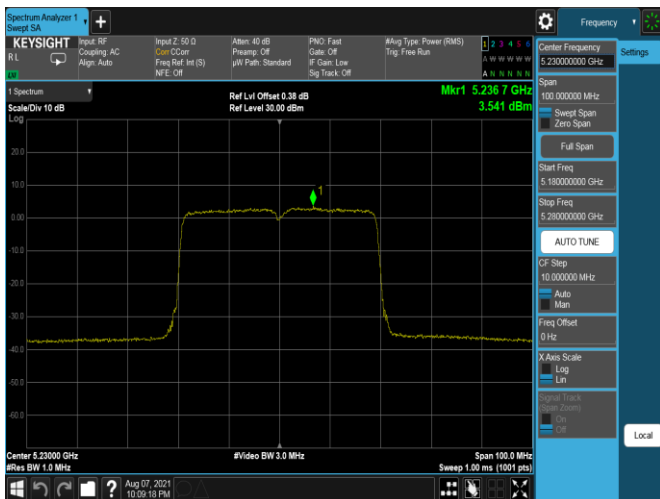 Spectrum Analyzer 1
Swept SA
+
Frequency
KEYSIGHT
R L
Input: RF
Coupling: AC
Align: Auto
Input Z: 50 Ω
Corr CCorr
Freq Ref: Int (S)
NFE: Off
Atten: 40 dB
Preamp: Off
µW Path: Standard
PNO: Fast
Gate: Off
IF Gain: Low
Sig Track: Off
#Avg Type: Power (RMS)
Trig: Free Run
1 2 3 4 5 6
A W W W W W
A N N N N N
1 Spectrum
Scale/Div 10 dB
Log
Ref Lvl Offset 0.38 dB
Ref Level 30.00 dBm
Mkr1 5.236 7 GHz
3.541 dBm
1
20.0
10.0
0.00
-10.0
-20.0
-30.0
-40.0
-50.0
-60.0
Center 5.23000 GHz
#Res BW 1.0 MHz
#Video BW 3.0 MHz
Span 100.0 MHz
Sweep 1.00 ms (1001 pts)
?
Aug 07, 2021
10:09:18 PM
Center Frequency
5.230000000 GHz
Settings
Span
100.000000 MHz
Swept Span
Zero Span
Full Span
Start Freq
5.180000000 GHz
Stop Freq
5.280000000 GHz
AUTO TUNE
CF Step
10.000000 MHz
Auto
Man
Freq Offset
0 Hz
X Axis Scale
Log
Lin
Signal Track
(Span Zoom)
On
Off
Local